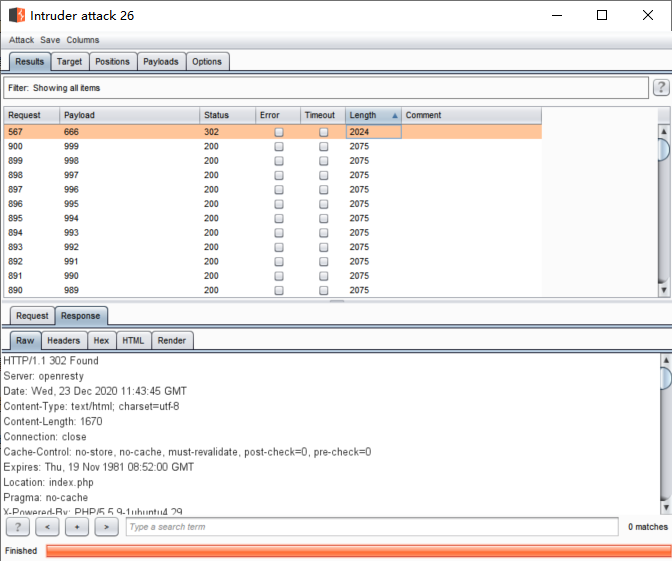 Intruder attack 26
Attack Save Columns
Results Target Positions Payloads Options
Filter: Showing all items ?
Request Payload Status Error Timeout Length Comment
567 666 302 2024
900 999 200 2075
899 998 200 2075
898 997 200 2075
897 996 200 2075
896 995 200 2075
895 994 200 2075
894 993 200 2075
893 992 200 2075
892 991 200 2075
891 990 200 2075
890 989 200 2075
Request Response
Raw Headers Hex HTML Render
HTTP/1.1 302 Found
Server: openresty
Date: Wed, 23 Dec 2020 11:43:45 GMT
Content-Type: text/html; charset=utf-8
Content-Length: 1670
Connection: close
Cache-Control: no-store, no-cache, must-revalidate, post-check=0, pre-check=0
Expires: Thu, 19 Nov 1981 08:52:00 GMT
Location: index.php
Pragma: no-cache
X-Powered-By: PHP/5.5.9-1ubuntu4.29
? < + > Type a search term 0 matches
Finished